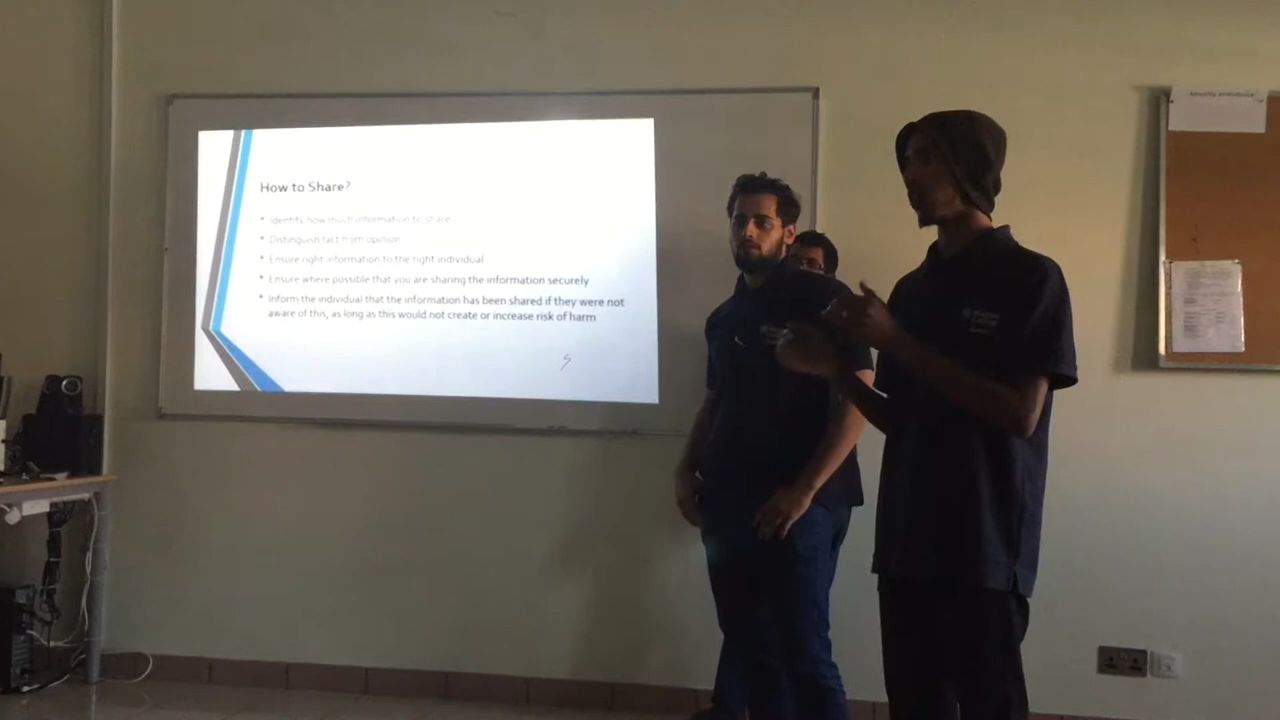 How to Share?
Identify how much information to share
Distinguish fact from opinion
Ensure right information to the right individual
Ensure where possible that you are sharing the information securely
Inform the individual that the information has been shared if they were not
aware of this, as long as this would not create or increase risk of harm